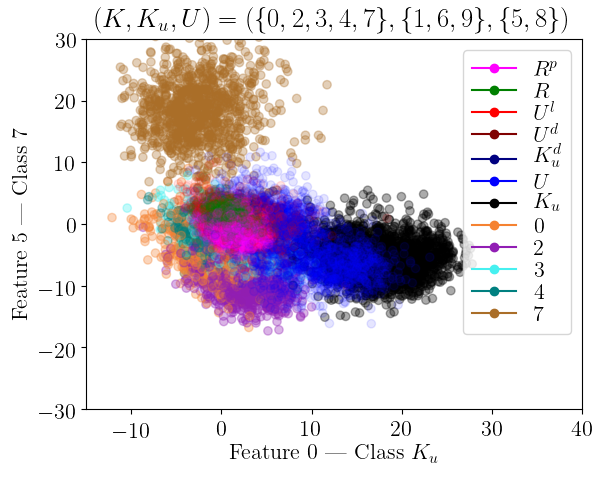 (K, K_u, U) = ({0, 2, 3, 4, 7}, {1, 6, 9}, {5, 8})
30
20
10
0
−10
−20
−30
Feature 5 — Class 7
−10
0
10
20
30
40
Feature 0 — Class K_u
R^p
R
U^l
U^d
K_u^d
U
K_u
0
2
3
4
7